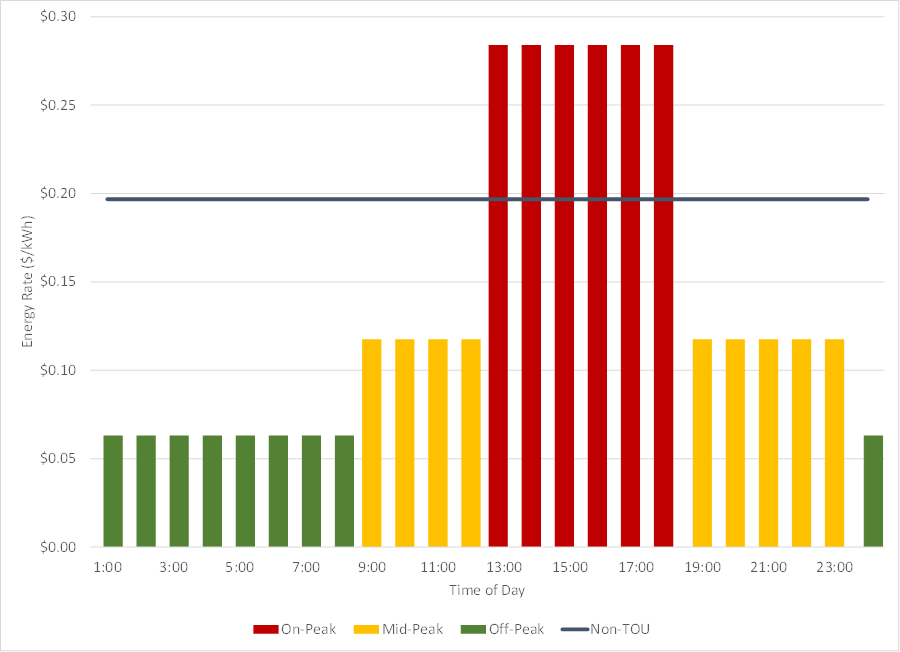 $0.30
$0.25
$0.20
$0.15
$0.10
$0.05
$0.00
Energy Rate ($/kWh)
1:00 3:00 5:00 7:00 9:00 11:00 13:00 15:00 17:00 19:00 21:00 23:00
Time of Day
On-Peak Mid-Peak Off-Peak Non-TOU